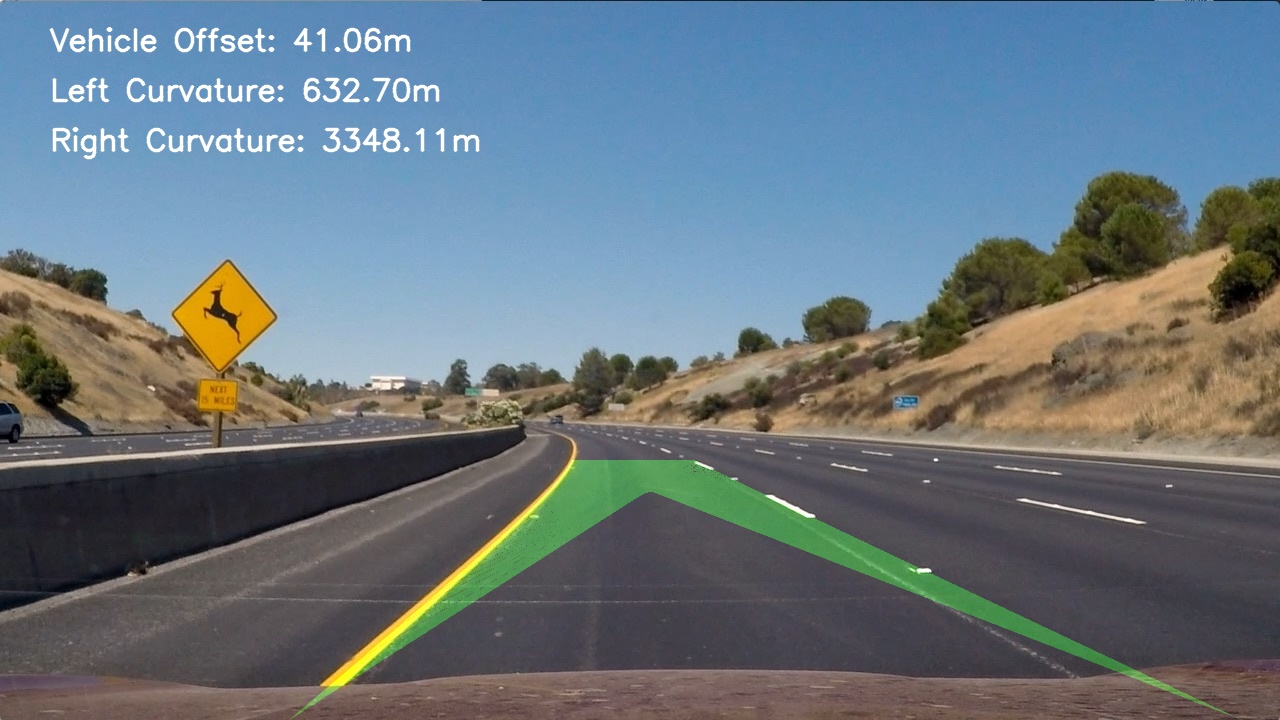 Vehicle Offset: 41.06m
Left Curvature: 632.70m
Right Curvature: 3348.11m
NEXT
15 MILES